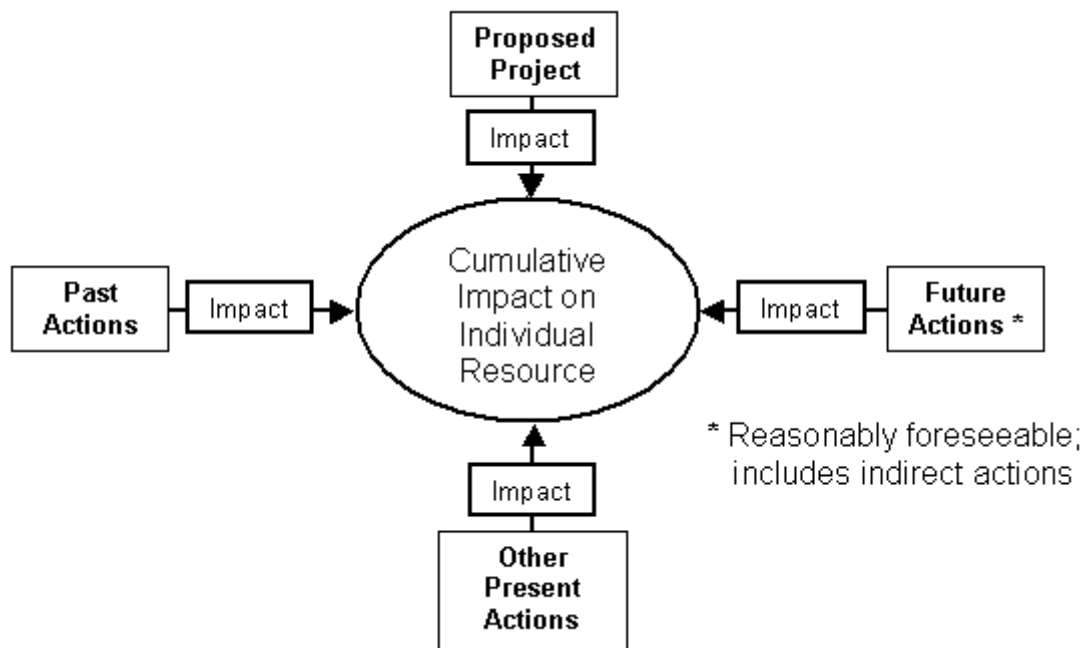 Proposed
Project
Impact
Past
Actions
Impact
Cumulative
Impact on
Individual
Resource
Impact
Future
Actions *
* Reasonably foreseeable;
includes indirect actions
Impact
Other
Present
Actions